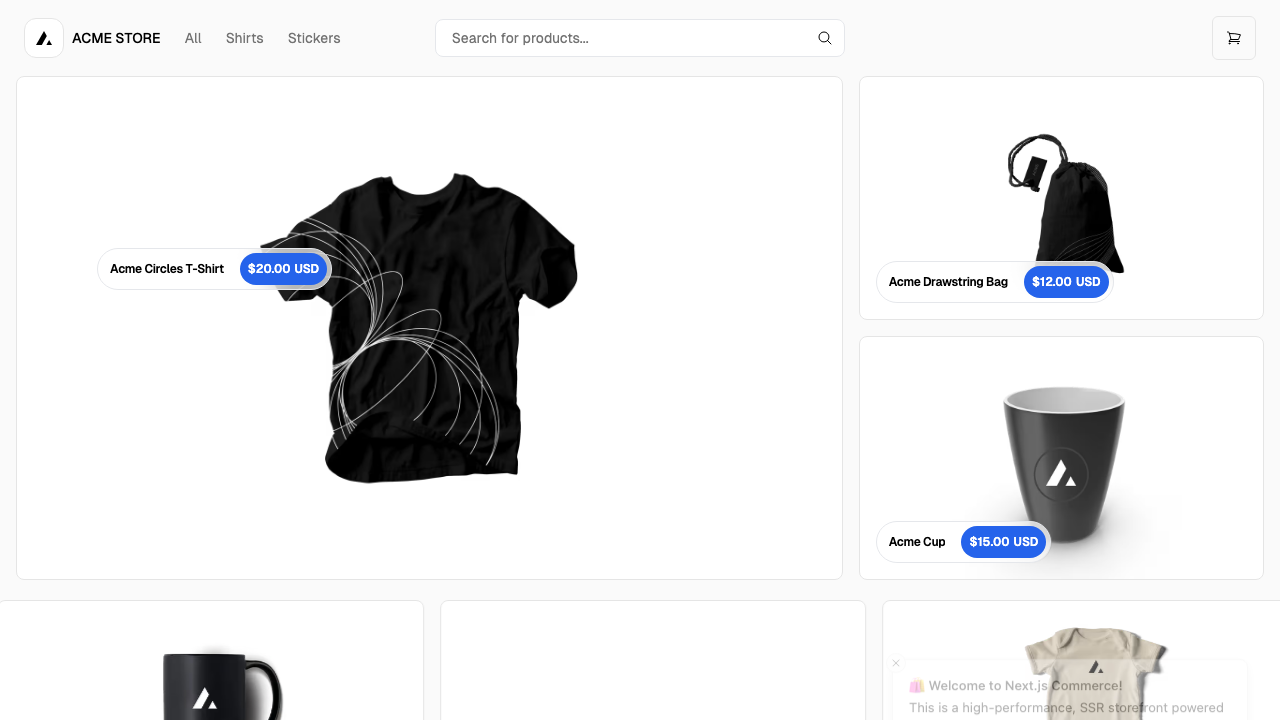 ACME STORE
All
Shirts
Stickers
Search for products...
Acme Circles T-Shirt
$20.00 USD
Acme Drawstring Bag
$12.00 USD
Acme Cup
$15.00 USD
🛍️ Welcome to Next.js Commerce!
This is a high-performance, SSR storefront powered